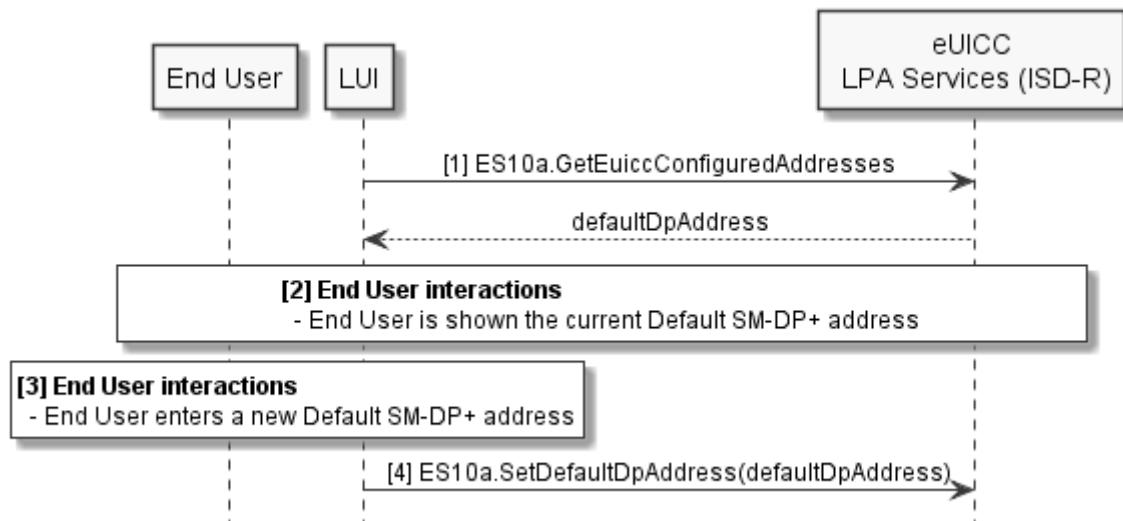 End User
LUI
eUICC
LPA Services (ISD-R)
[1] ES10a.GetEuiccConfiguredAddresses
defaultDpAddress
[2] End User interactions
- End User is shown the current Default SM-DP+ address
[3] End User interactions
- End User enters a new Default SM-DP+ address
[4] ES10a.SetDefaultDpAddress(defaultDpAddress)